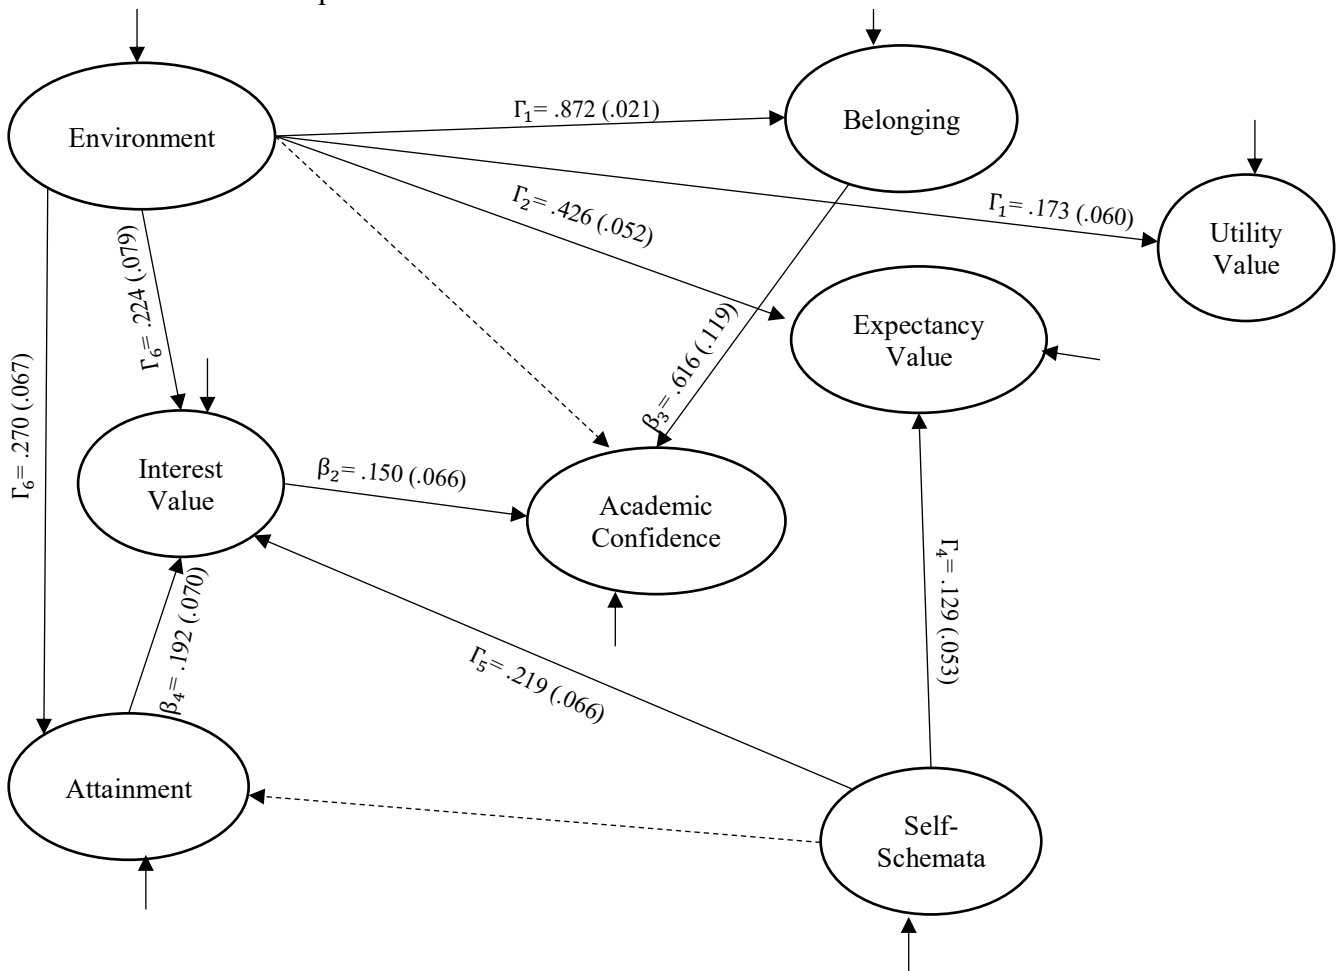 Environment
Belonging
Γ₁= .872 (.021)
Γ₂= .426 (.052)
Γ₁= .173 (.060)
Utility
Value
Γ₆= .224 (.079)
Expectancy
Value
β₃= .616 (.119)
Γ₆= .270 (.067)
Interest
Value
β₂= .150 (.066)
Academic
Confidence
Γ₄= .129 (.053)
β₄= .192 (.070)
Γ₅= .219 (.066)
Attainment
Self-
Schemata